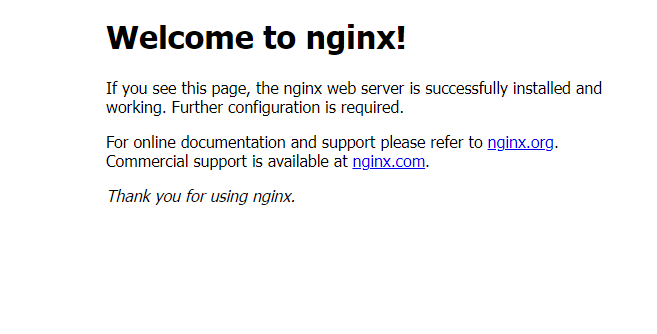 Welcome to nginx!
If you see this page, the nginx web server is successfully installed and
working. Further configuration is required.
For online documentation and support please refer to nginx.org.
Commercial support is available at nginx.com.
Thank you for using nginx.